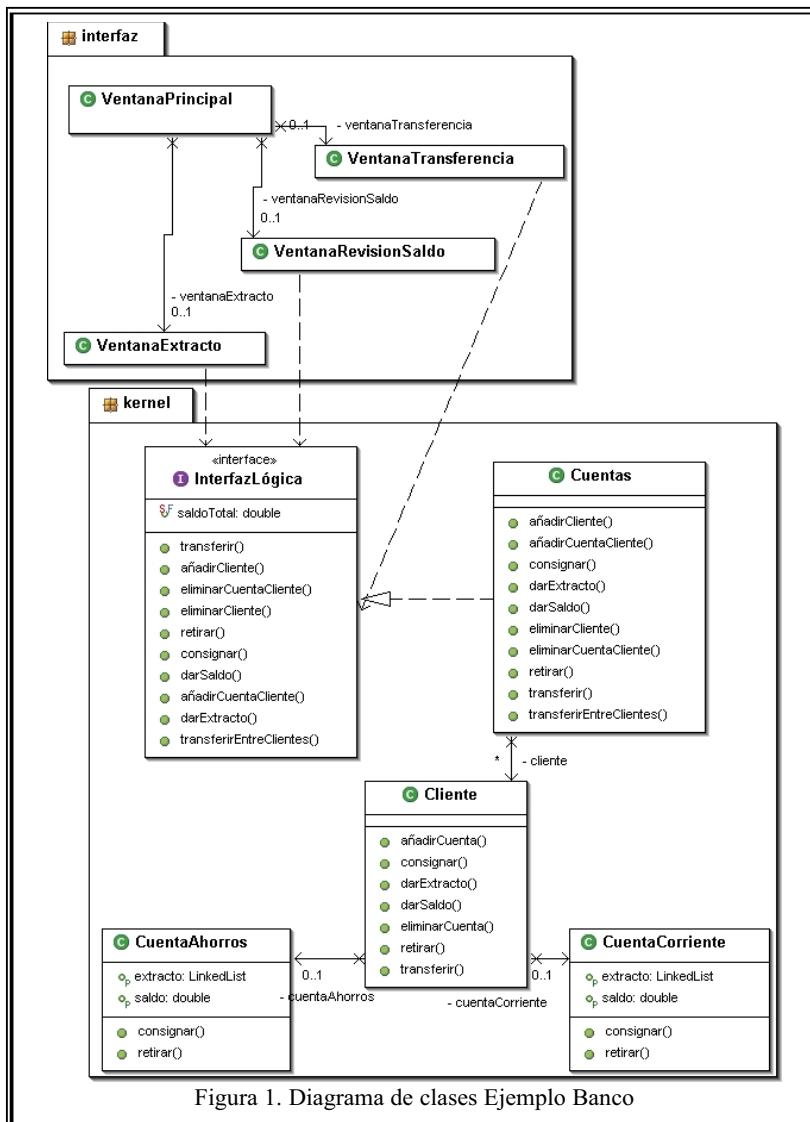 interfaz
VentanaPrincipal
0..1
- ventanaTransferencia
VentanaTransferencia
- ventanaRevisionSaldo
0..1
VentanaRevisionSaldo
- ventanaExtracto
0..1
VentanaExtracto
kernel
«interface»
InterfazLógica
saldoTotal: double
transferir()
añadirCliente()
eliminarCuentaCliente()
eliminarCliente()
retirar()
consignar()
darSaldo()
añadirCuentaCliente()
darExtracto()
transferirEntreClientes()
Cuentas
añadirCliente()
añadirCuentaCliente()
consignar()
darExtracto()
darSaldo()
eliminarCliente()
eliminarCuentaCliente()
retirar()
transferir()
transferirEntreClientes()
* - cliente
Cliente
añadirCuenta()
consignar()
darExtracto()
darSaldo()
eliminarCuenta()
retirar()
transferir()
CuentaAhorros
extracto: LinkedList
saldo: double
consignar()
retirar()
0..1
- cuentaAhorros
0..1
- cuentaCorriente
CuentaCorriente
extracto: LinkedList
saldo: double
consignar()
retirar()
Figura 1. Diagrama de clases Ejemplo Banco